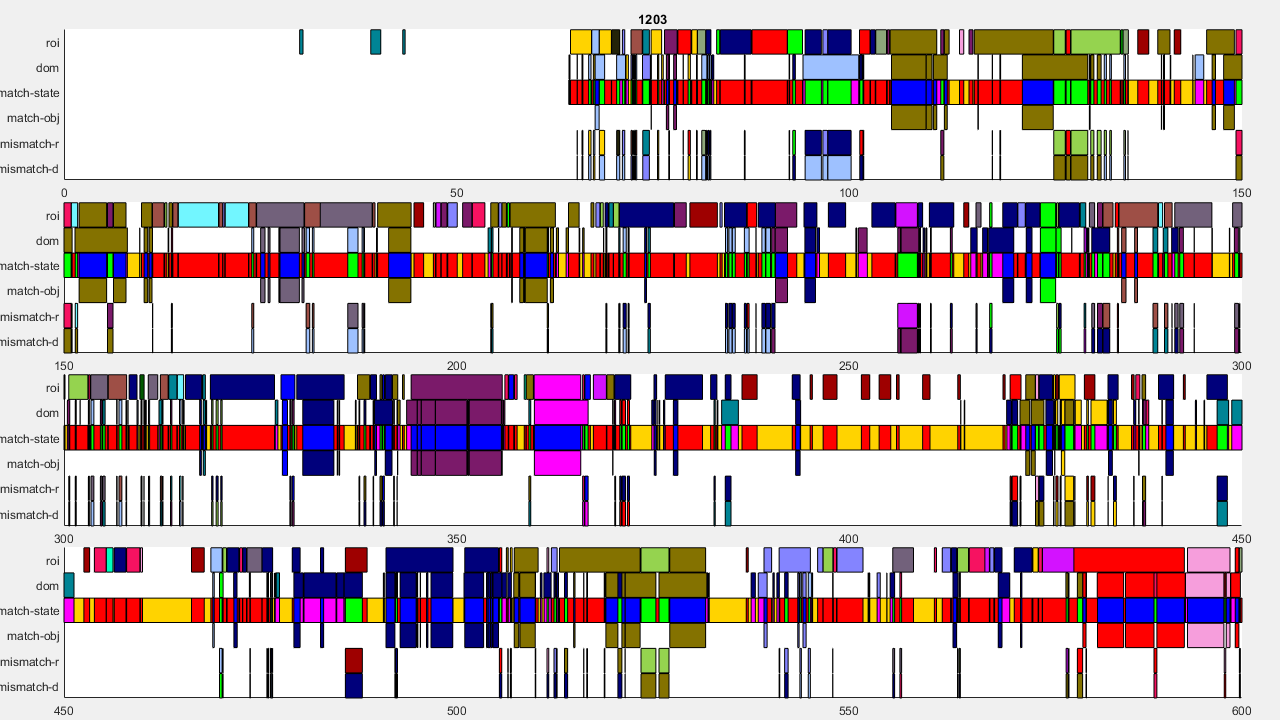 1203
roi
dom
match-state
match-obj
mismatch-r
mismatch-d
0 50 100 150
roi
dom
match-state
match-obj
mismatch-r
mismatch-d
150 200 250 300
roi
dom
match-state
match-obj
mismatch-r
mismatch-d
300 350 400 450
roi
dom
match-state
match-obj
mismatch-r
mismatch-d
450 500 550 600